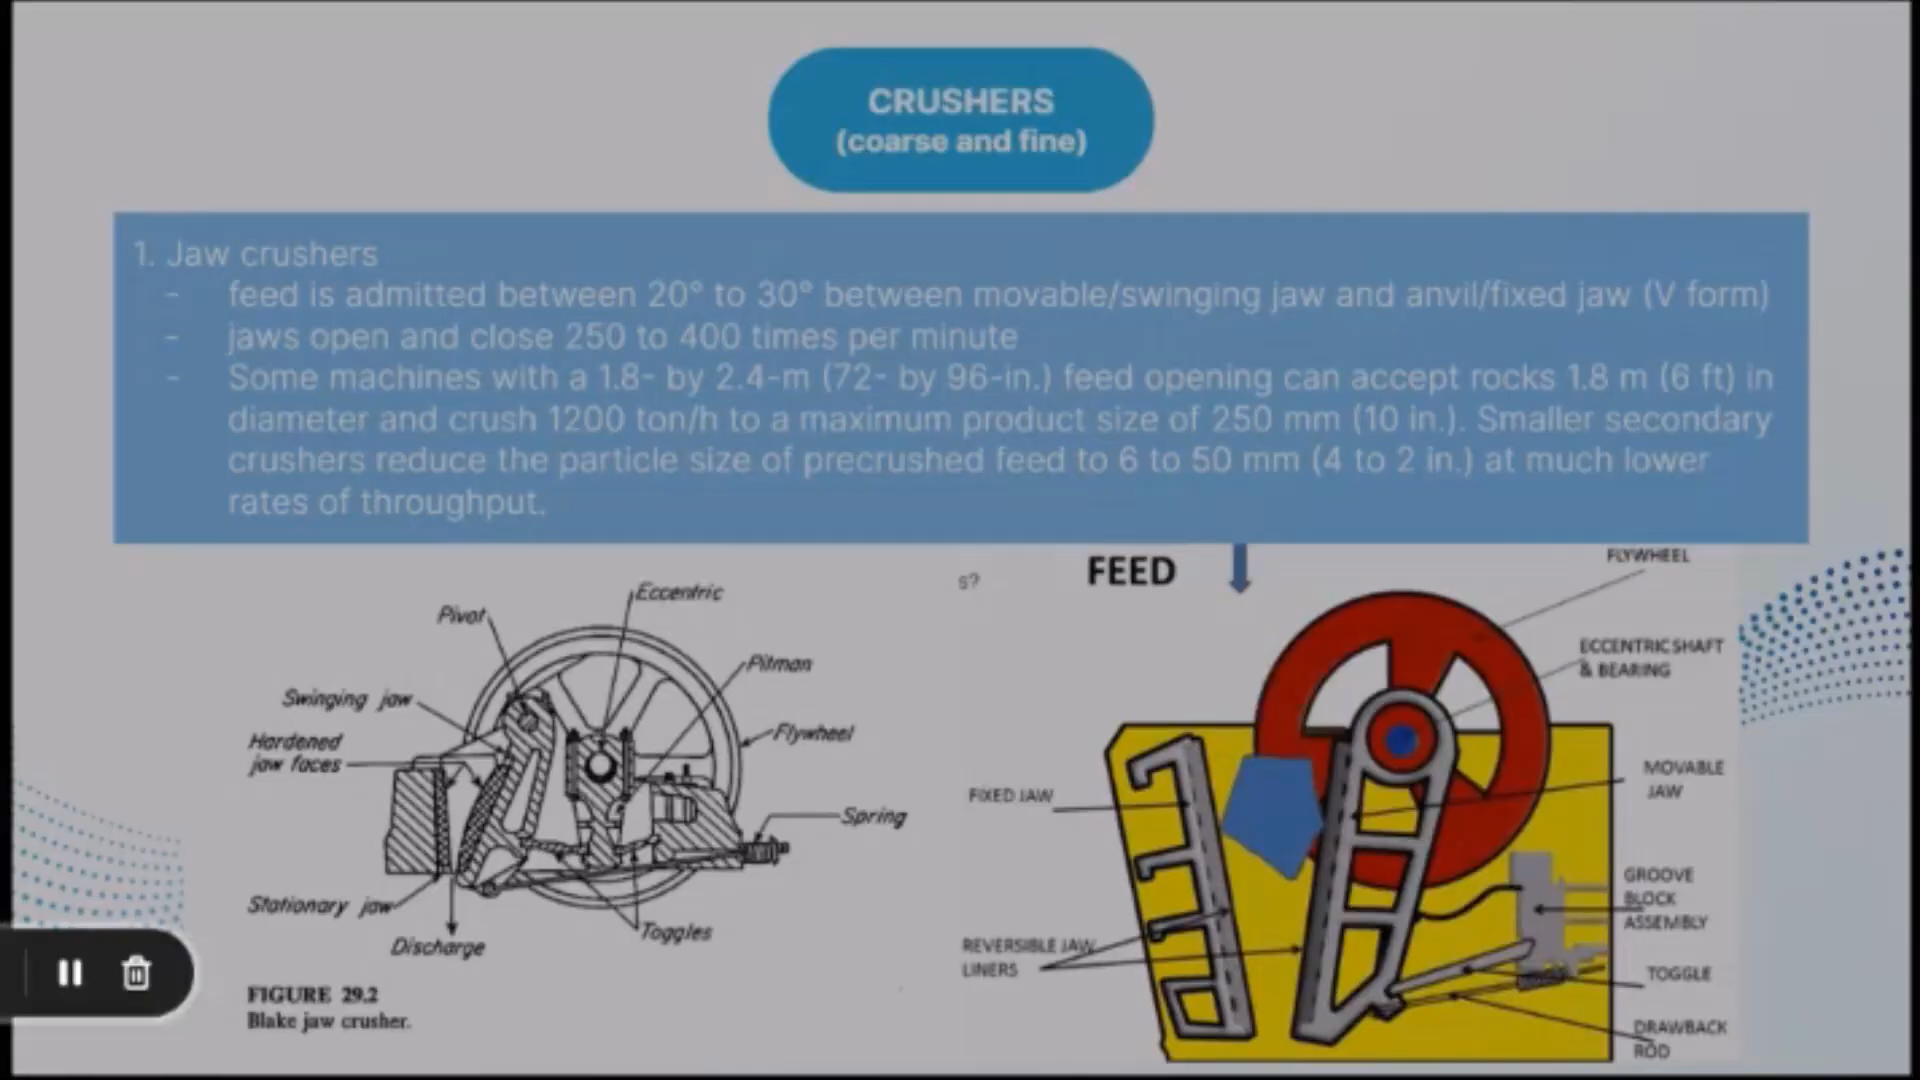 CRUSHERS
(coarse and fine)
1. Jaw crushers
- feed is admitted between 20° to 30° between movable/swinging jaw and anvil/fixed jaw (V form)
- jaws open and close 250 to 400 times per minute
- Some machines with a 1.8- by 2.4-m (72- by 96-in.) feed opening can accept rocks 1.8 m (6 ft) in
diameter and crush 1200 ton/h to a maximum product size of 250 mm (10 in.). Smaller secondary
crushers reduce the particle size of precrushed feed to 6 to 50 mm (4 to 2 in.) at much lower
rates of throughput.
Eccentric
Pivot
Pitman
Swinging jaw
Flywheel
Hardened
jaw faces
Spring
Stationary jaw
Toggles
Discharge
FIGURE 29.2
Blake jaw crusher.
s?
FEED
FLYWHEEL
ECCENTRIC SHAFT
& BEARING
MOVABLE
JAW
FIXED JAW
GROOVE
BLOCK
ASSEMBLY
REVERSIBLE JAW
LINERS
TOGGLE
DRAWBACK
ROD